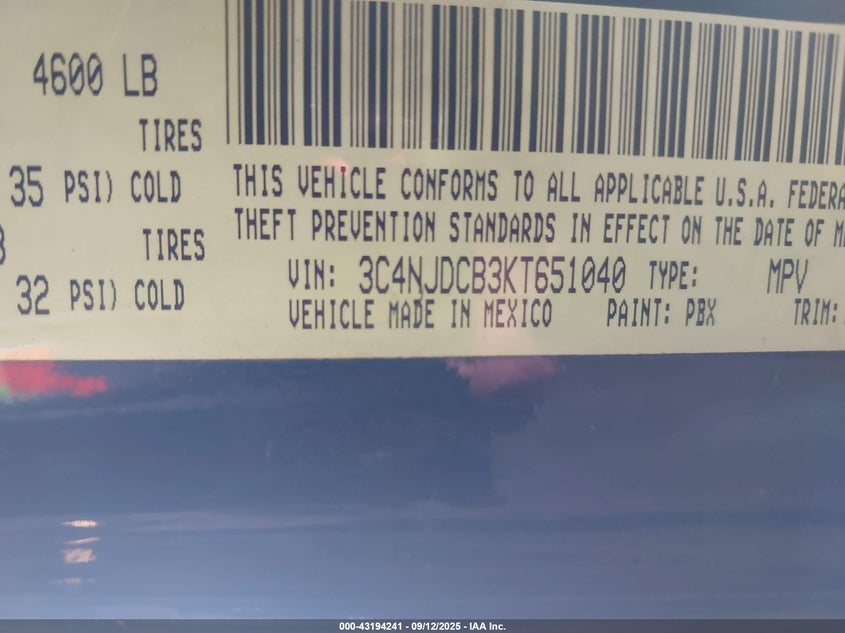 4600 LB
TIRES
35 PSI) COLD
TIRES
32 PSI) COLD
THIS VEHICLE CONFORMS TO ALL APPLICABLE U.S.A. FEDERA
THEFT PREVENTION STANDARDS IN EFFECT ON THE DATE OF M
VIN: 3C4NJDCB3KT651040 TYPE: MPV
VEHICLE MADE IN MEXICO PAINT: PBX TRIM:
000-43194241 - 09/12/2025 - IAA Inc.